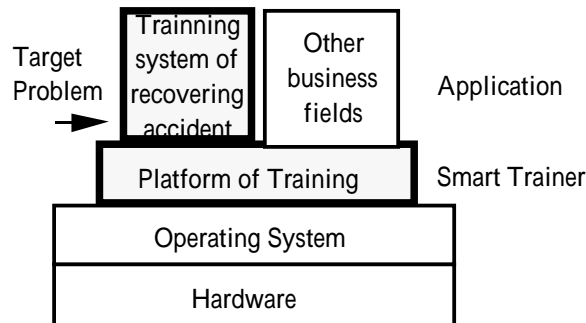 Target
Problem
Trainning
system of
recovering
accident
Other
business
fields
Application
Platform of Training
Smart Trainer
Operating System
Hardware